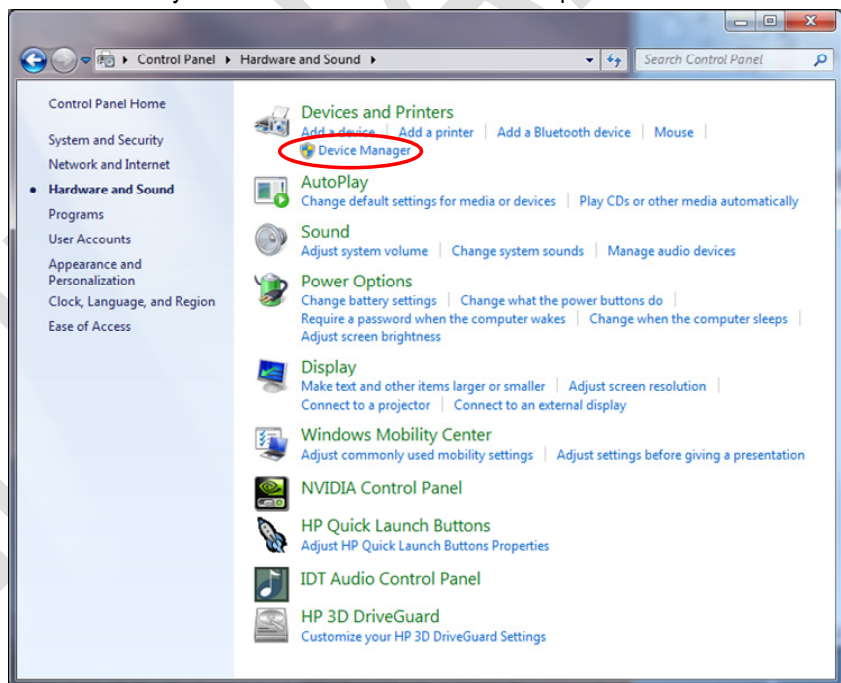 Control Panel ▸ Hardware and Sound ▸
Search Control Panel
Control Panel Home
System and Security
Network and Internet
Hardware and Sound
Programs
User Accounts
Appearance and
Personalization
Clock, Language, and Region
Ease of Access
Devices and Printers
Add a device | Add a printer | Add a Bluetooth device | Mouse |
Device Manager
AutoPlay
Change default settings for media or devices | Play CDs or other media automatically
Sound
Adjust system volume | Change system sounds | Manage audio devices
Power Options
Change battery settings | Change what the power buttons do |
Require a password when the computer wakes | Change when the computer sleeps |
Adjust screen brightness
Display
Make text and other items larger or smaller | Adjust screen resolution |
Connect to a projector | Connect to an external display
Windows Mobility Center
Adjust commonly used mobility settings | Adjust settings before giving a presentation
NVIDIA Control Panel
HP Quick Launch Buttons
Adjust HP Quick Launch Buttons Properties
IDT Audio Control Panel
HP 3D DriveGuard
Customize your HP 3D DriveGuard Settings